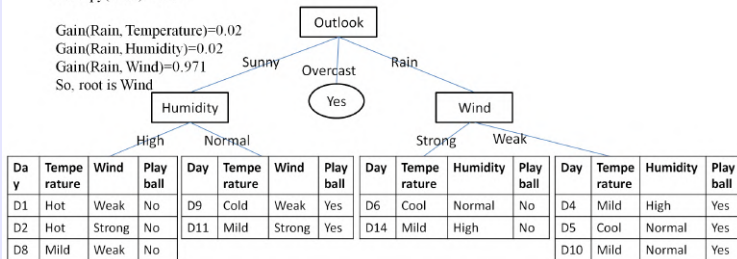 Gain(Rain, Temperature)=0.02
Gain(Rain, Humidity)=0.02
Gain(Rain, Wind)=0.971
So, root is Wind
Outlook
Sunny
Overcast
Rain
Humidity
Yes
Wind
High
Normal
Strong
Weak
Da y | Tempe rature | Wind | Play ball
D1 | Hot | Weak | No
D2 | Hot | Strong | No
D8 | Mild | Weak | No
Day | Tempe rature | Wind | Play ball
D9 | Cold | Weak | Yes
D11 | Mild | Strong | Yes
Day | Tempe rature | Humidity | Play ball
D6 | Cool | Normal | No
D14 | Mild | High | No
Day | Tempe rature | Humidity | Play ball
D4 | Mild | High | Yes
D5 | Cool | Normal | Yes
D10 | Mild | Normal | Yes